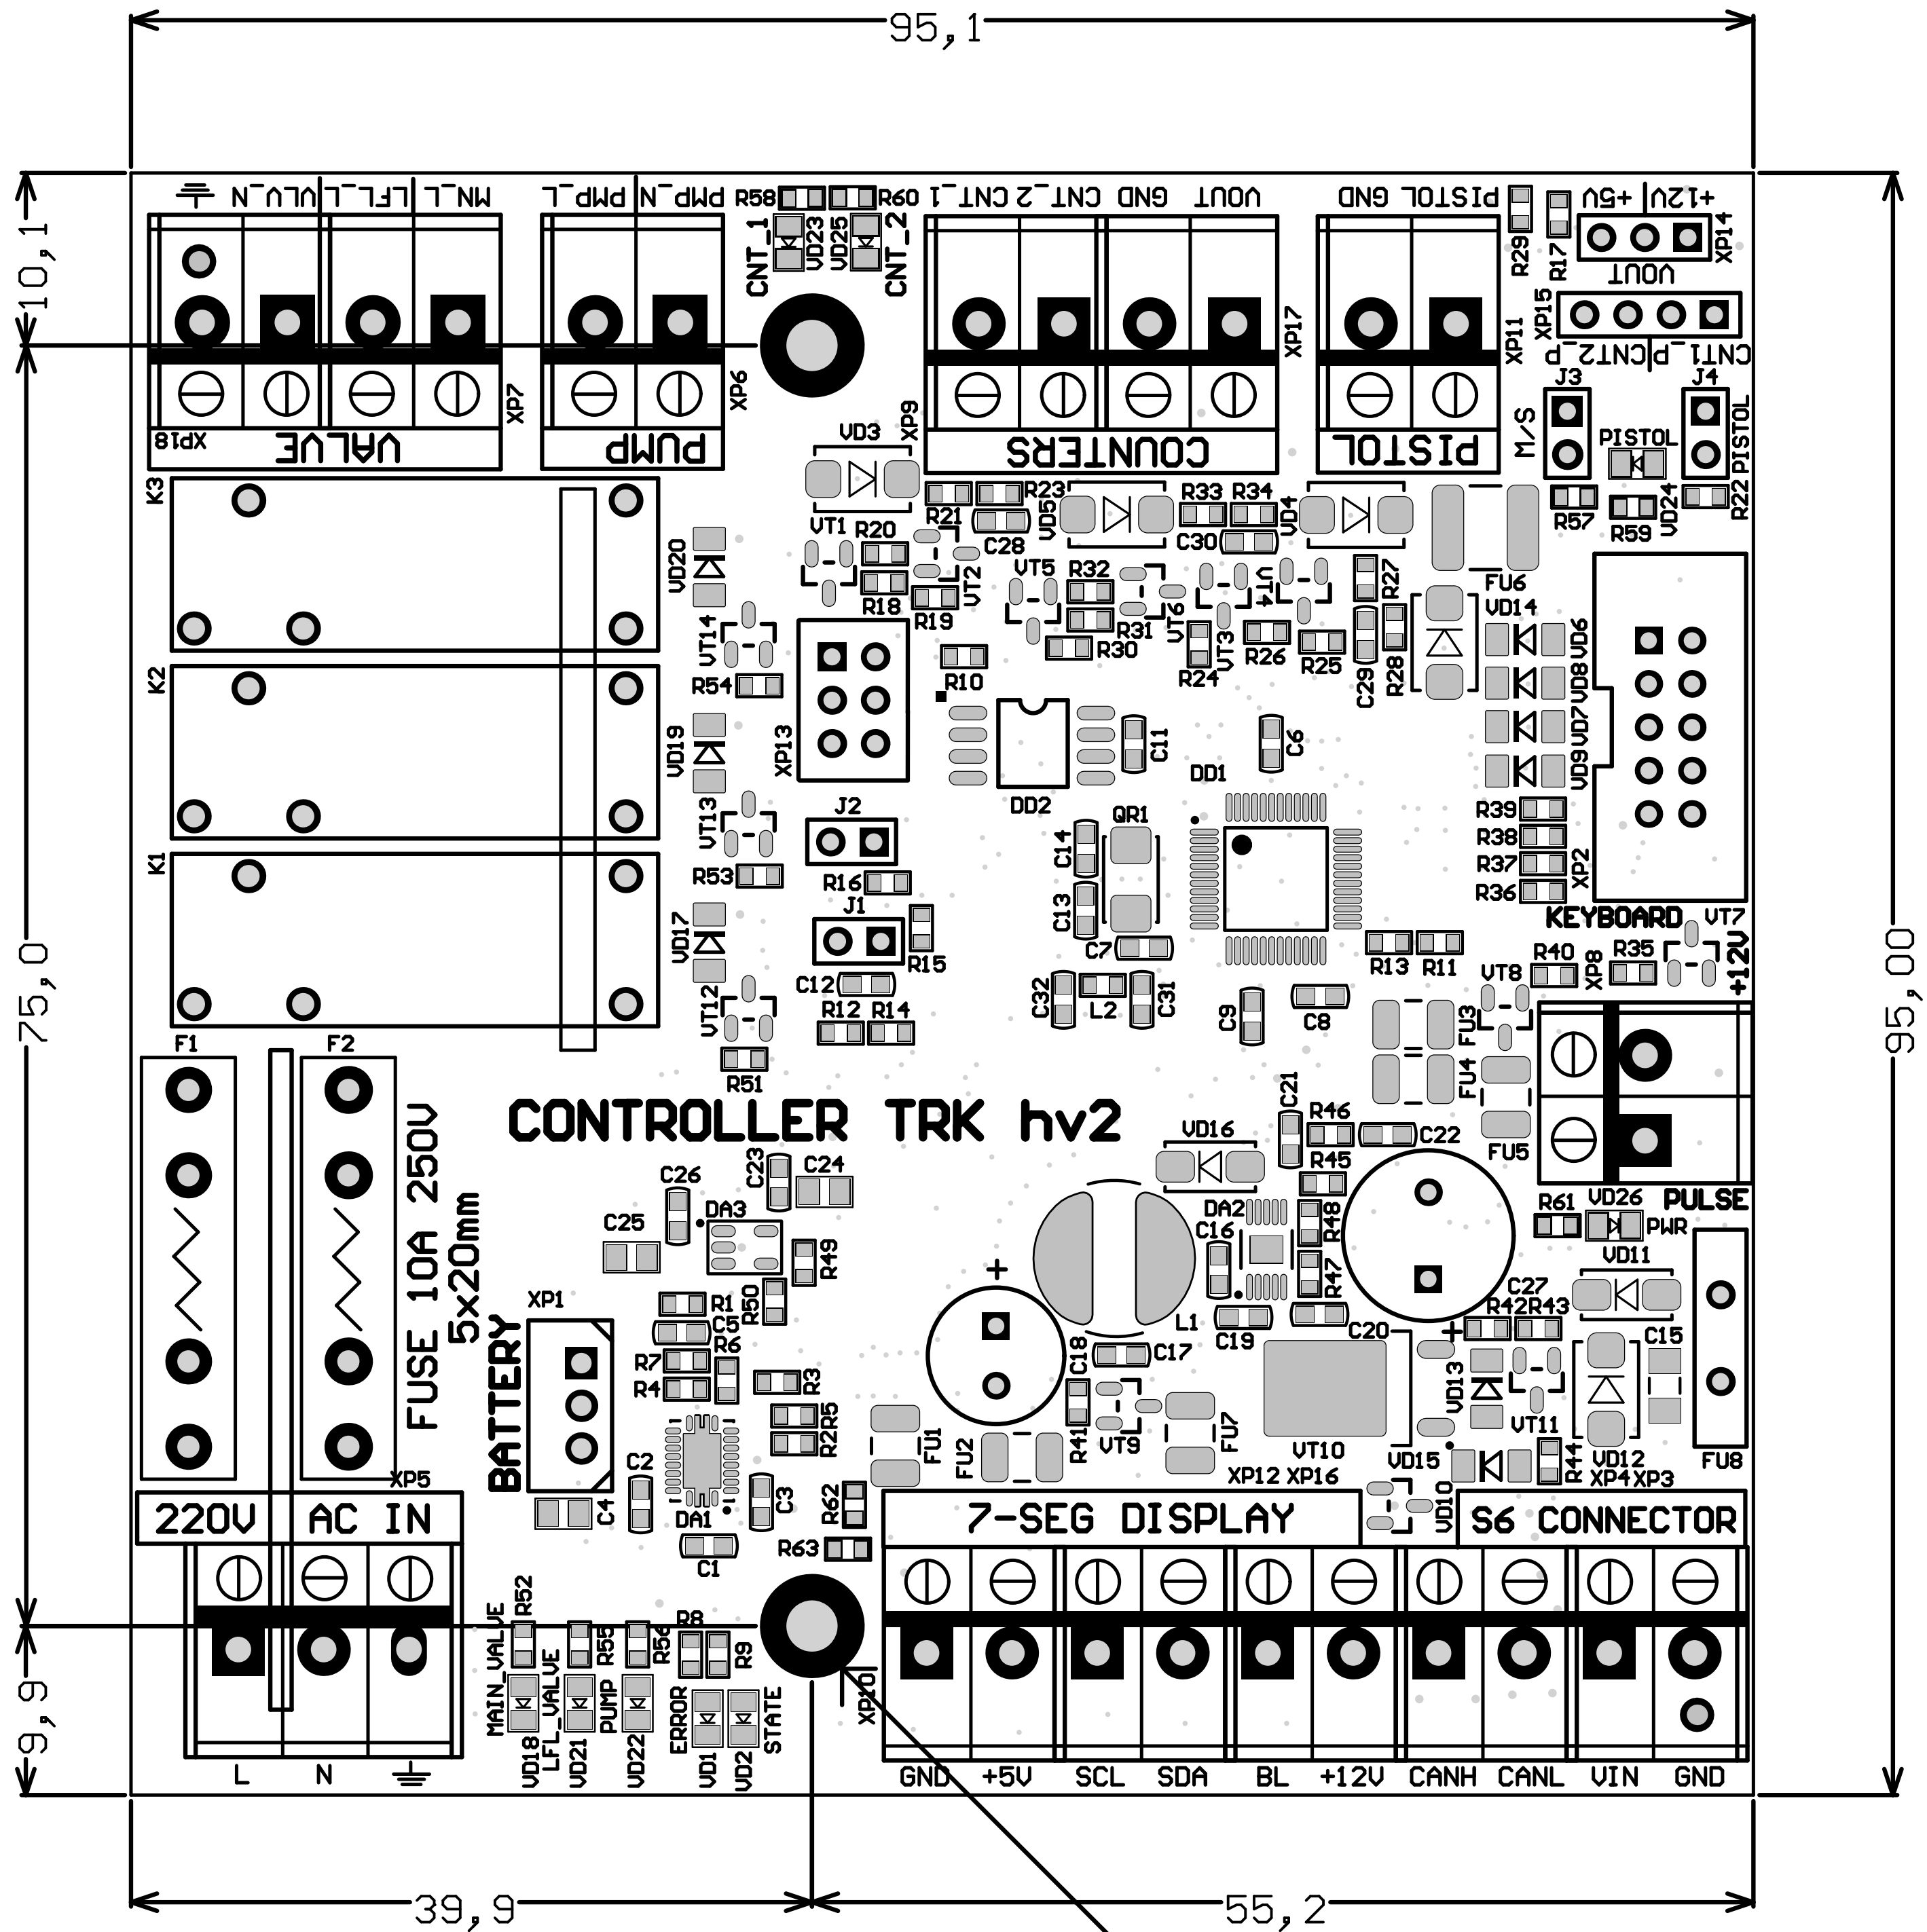 95,1
10,1
75,0
9,9
95,00
39,9
55,2
VLV_N LFL_L MN_L
PMP_L PMP_N
R58 R60
CNT_1 VD23 VD25 CNT_2
CNT_1 CNT_2 GND VOUT
GND PISTOL
R29 R17
+5V +12V
XP14
VOUT
XP15
CNT2_P CNT1_P
XP18 VALVE XP7
PUMP XP6
XP9 COUNTERS XP17
PISTOL XP11
J3 J4
M/S PISTOL PISTOL
R57 R59 VD24 R22
K3
VD20
VT14
R54
K2
VD19
VT13
R53
K1
VD17
VT12
R51
VD3
VT1 R20 R21 R23 C28
R18 R19 VT2
VD5 R33 R34 C30 VD4
VT5 R32 R31 R30 VT6
VT4 VT3 R24 R26 R25
R27 C29 R28
FU6
VD14
VD6
VD8
VD7
VD9
R39
R38
R37
R36
XP2
KEYBOARD
XP13
R10
DD2
C11
C6
DD1
J2
R16
J1
R15
C12
R12 R14
C14 QR1
C13
C7
C32 L2 C31
C9 C8
R13 R11
VT7
R40 XP8 R35 +12V
VT8
FU3
FU4
FU5
PULSE
F1 F2
FUSE 10A 250V
5x20mm
CONTROLLER TRK hv2
C26 C23 C24
C25 DA3 R49
R50
XP1
BATTERY
R1
C5
R7 R6
R4 R3
R5
R2
C2 C4 DA1 C3
C1
R62
R63
VD16
C21 R46 C22
R45
DA2 R48
C16 R47
L1 C19 C20
+
C18 C17
R41 VT9
FU1 FU2 FU7
VT10
XP12 XP16
R61 VD26 PWR
VD11
C27
R42 R43
+
C15
VD13
VT11
VD15 R44 VD12
XP4 XP3
FU8
VD10
XP5
220V AC IN
7-SEG DISPLAY
S6 CONNECTOR
L N
MAIN_VALVE R52 VD18
LFL_VALVE R55 VD21
PUMP R56 VD22
R8 R9
ERROR VD1 VD2 STATE
XP10
GND +5V SCL SDA BL +12V CANH CANL VIN GND